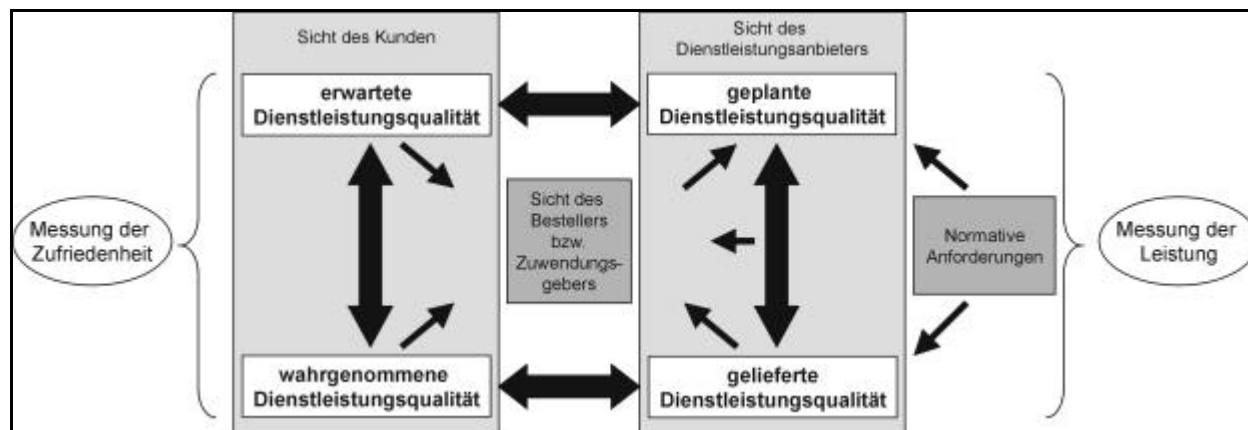 Sicht des Kunden
Sicht des
Dienstleistungsanbieters
erwartete
Dienstleistungsqualität
geplante
Dienstleistungsqualität
Messung der
Zufriedenheit
Sicht des
Bestellers
bzw.
Zuwendungs-
gebers
Normative
Anforderungen
Messung der
Leistung
wahrgenommene
Dienstleistungsqualität
gelieferte
Dienstleistungsqualität